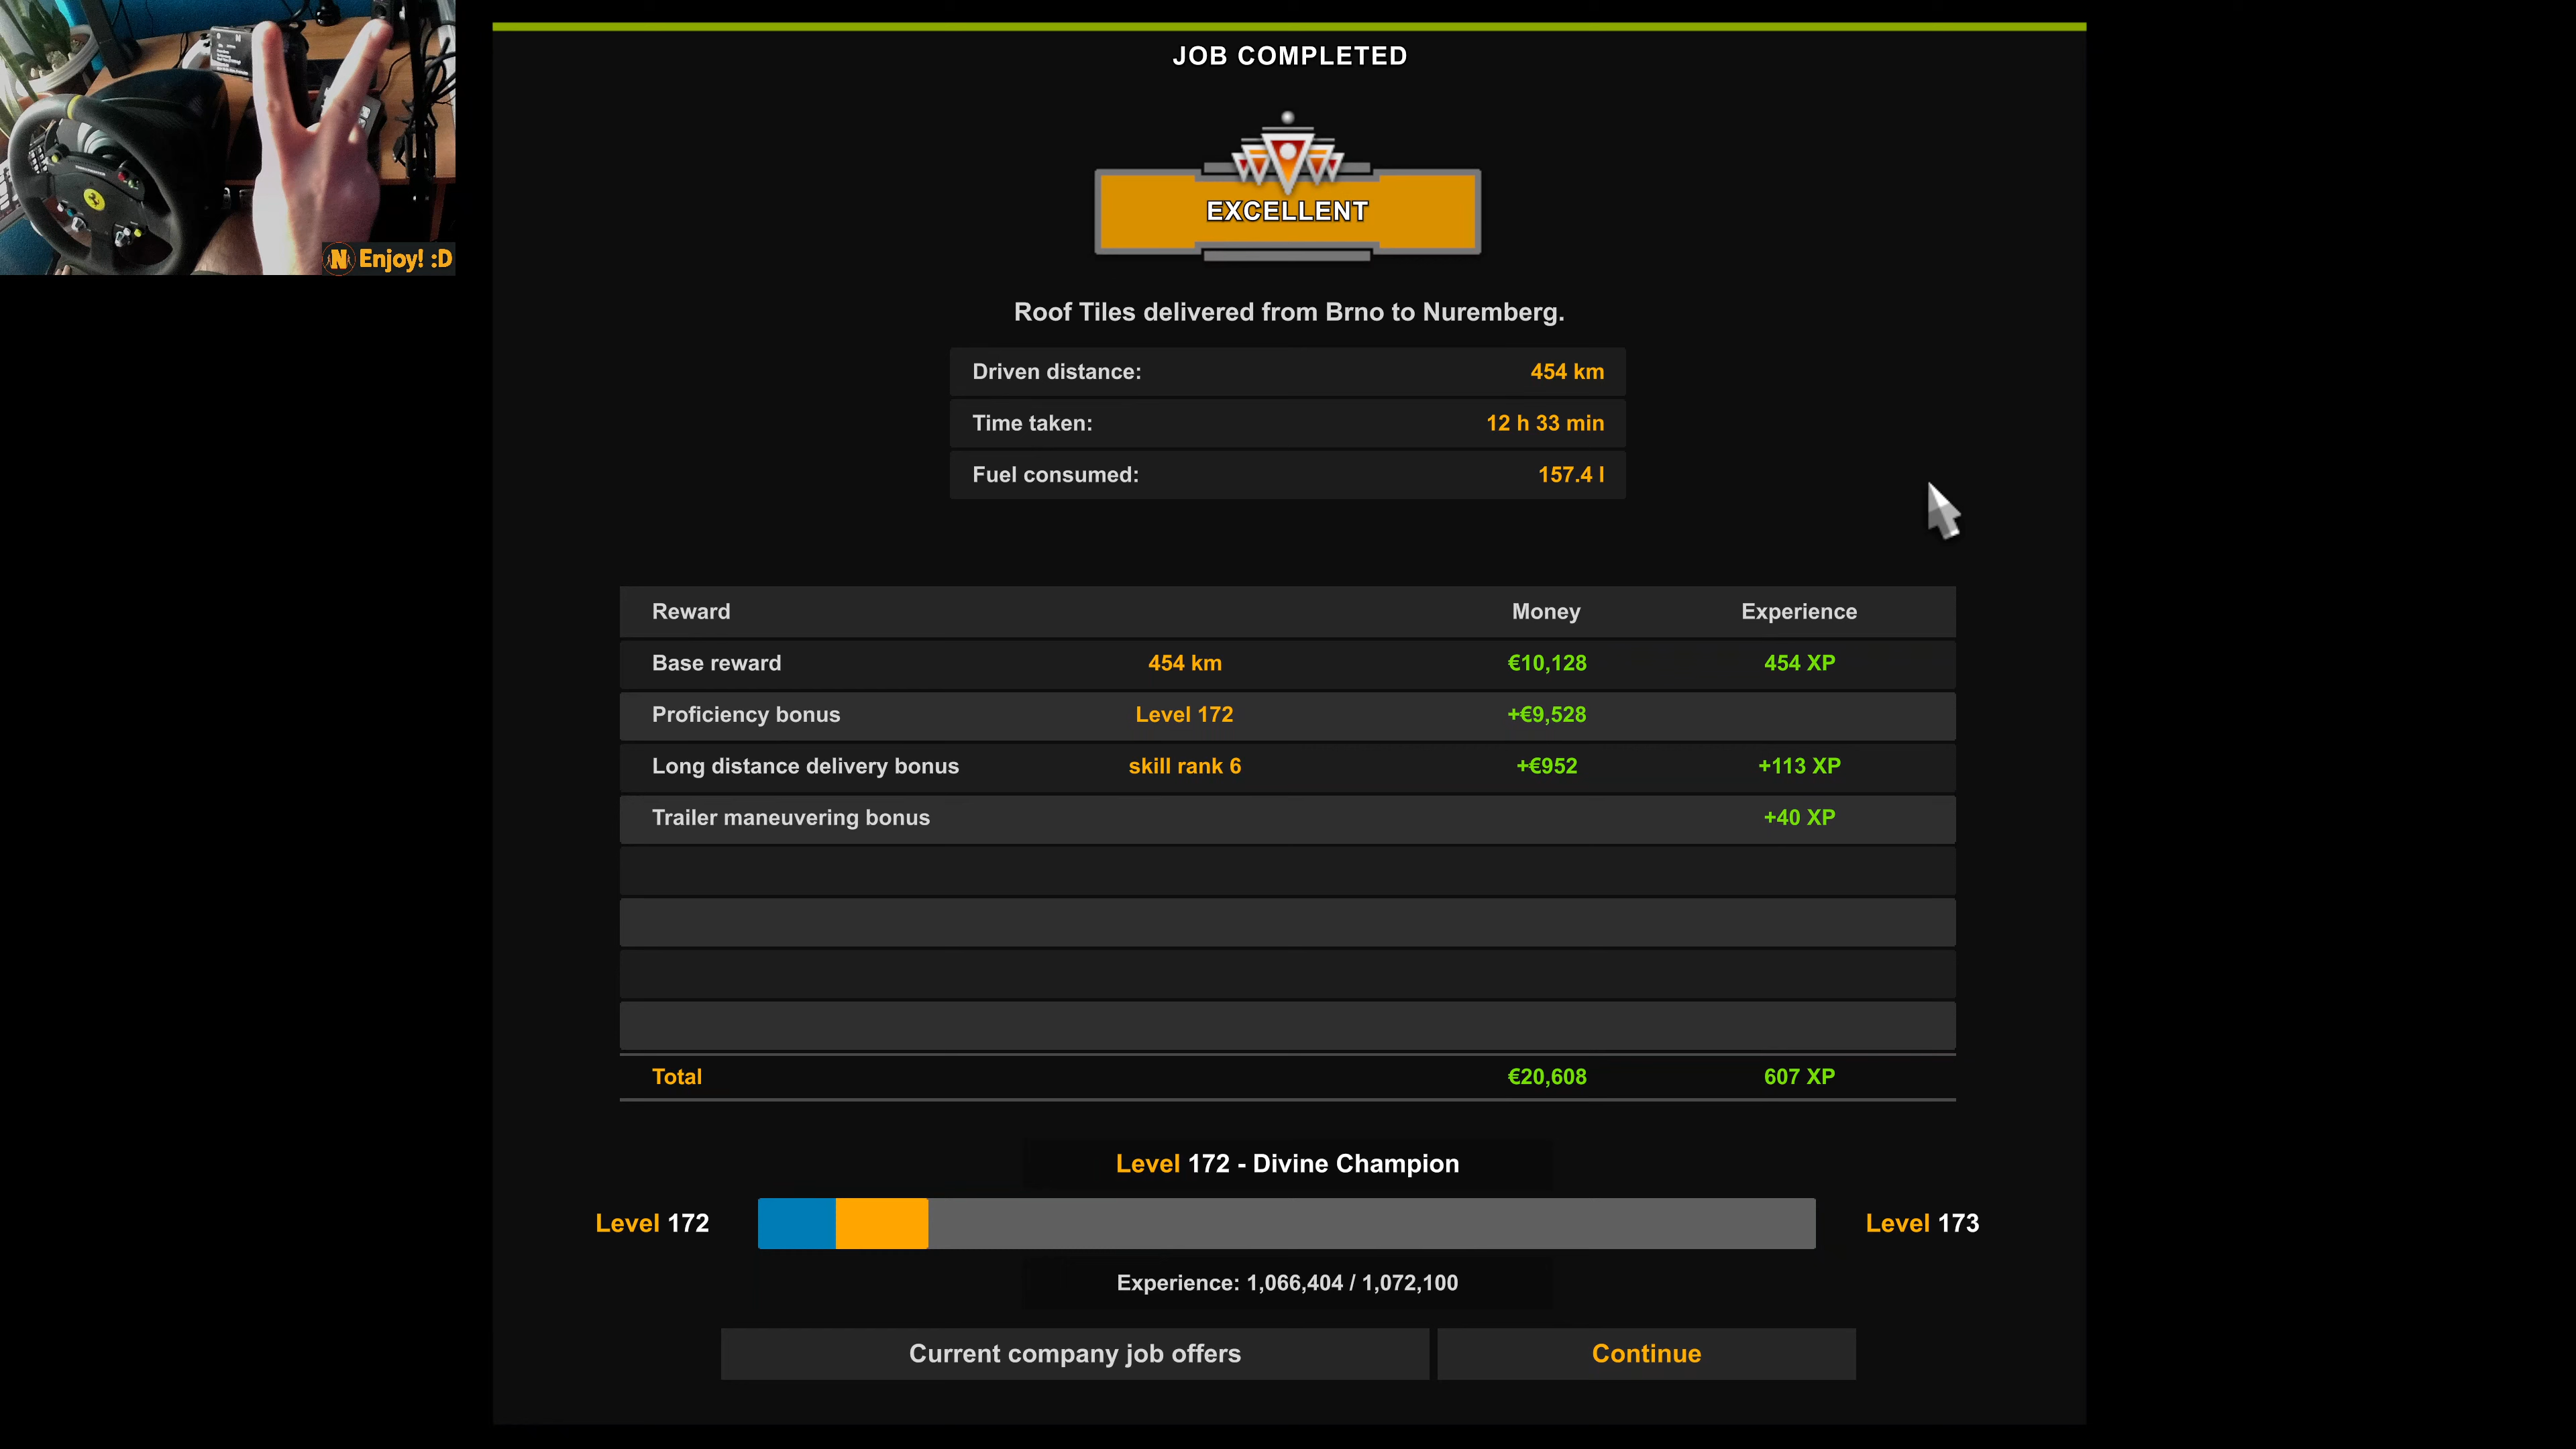 N Enjoy! :D
JOB COMPLETED
EXCELLENT
Roof Tiles delivered from Brno to Nuremberg.
Driven distance: 454 km
Time taken: 12 h 33 min
Fuel consumed: 157.4 l
Reward Money Experience
Base reward 454 km €10,128 454 XP
Proficiency bonus Level 172 +€9,528
Long distance delivery bonus skill rank 6 +€952 +113 XP
Trailer maneuvering bonus +40 XP
Total €20,608 607 XP
Level 172 - Divine Champion
Level 172 Level 173
Experience: 1,066,404 / 1,072,100
Current company job offers Continue